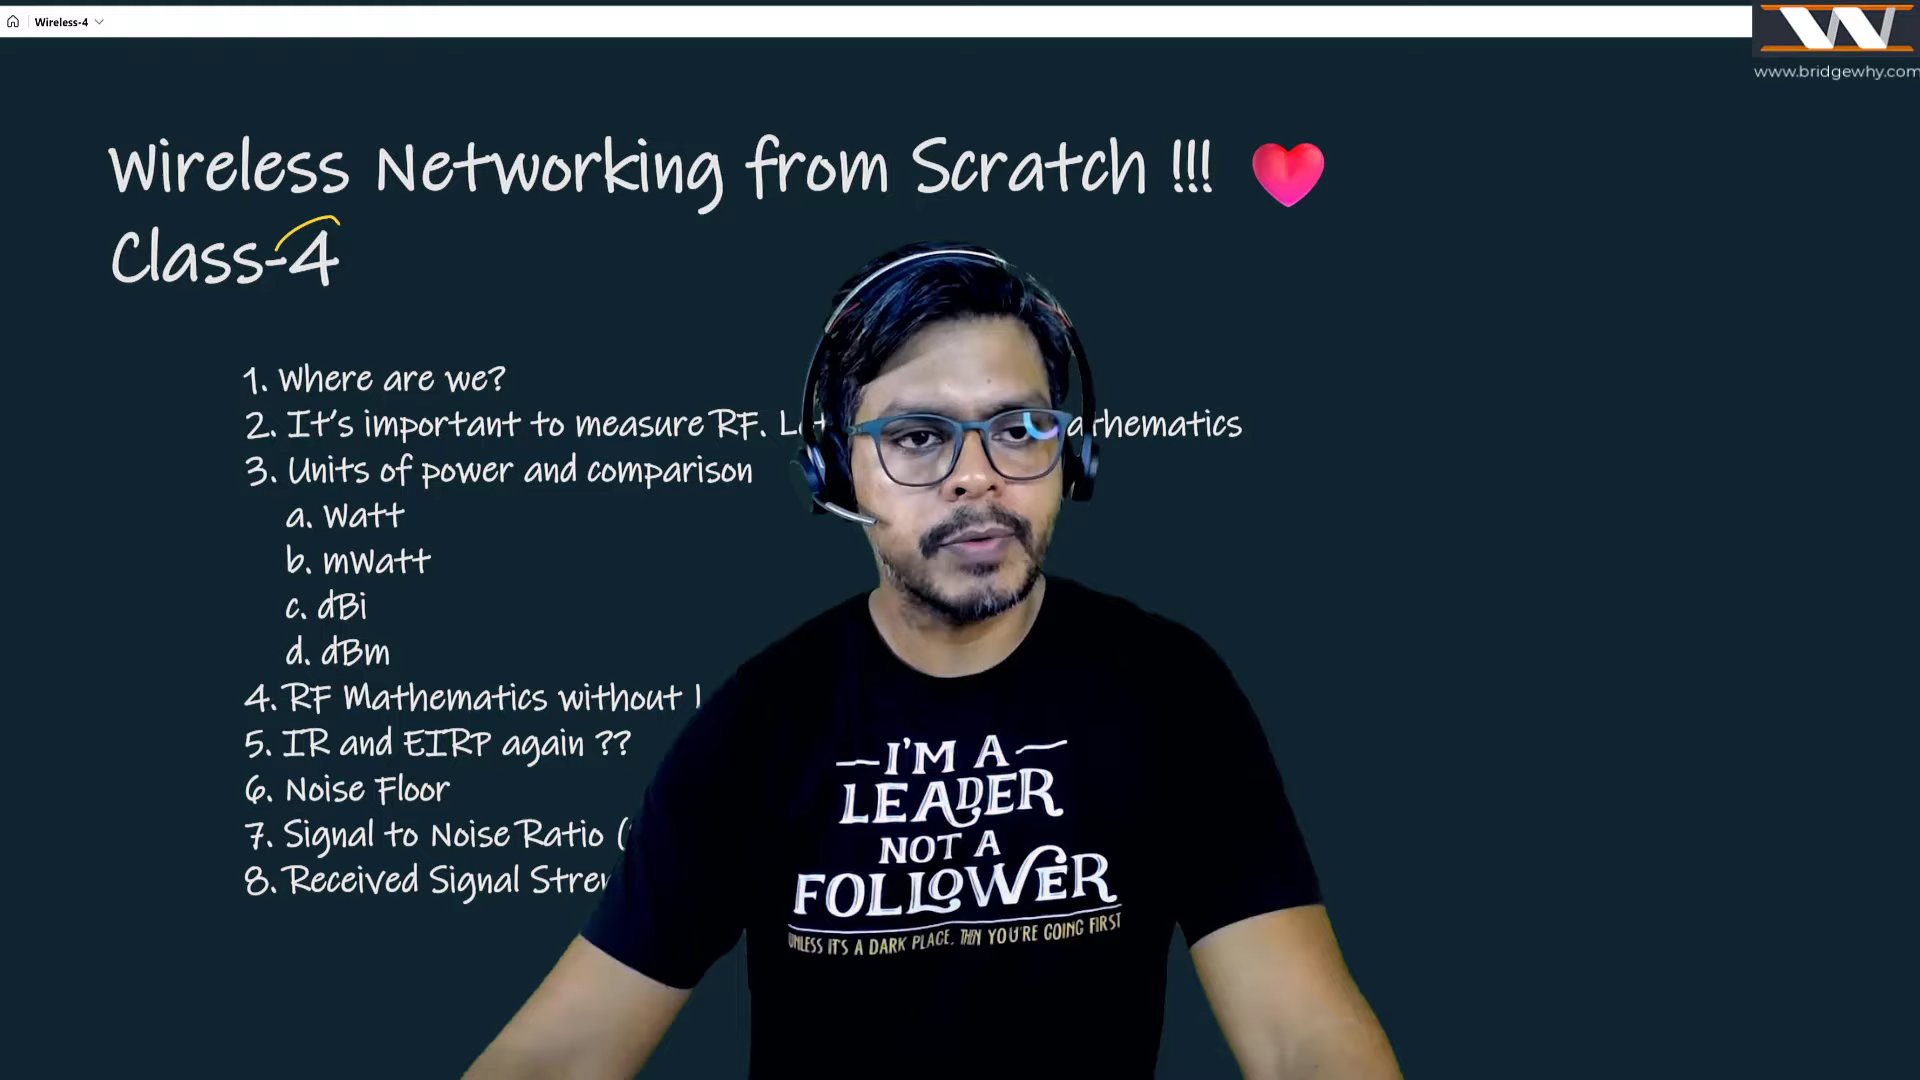 Wireless-4
www.bridgewhy.com
Wireless Networking from Scratch !!!
Class-4
1. Where are we?
2. It's important to measure RF. athematics
3. Units of power and comparison
a. Watt
b. mWatt
c. dBi
d. dBm
4. RF Mathematics without
5. IR and EIRP again ??
6. Noise Floor
7. Signal to Noise Ratio (
8. Received Signal
I'M A
LEADER
NOT A
FOLLOWER
UNLESS IT'S A DARK PLACE, THEN YOU'RE GOING FIRST